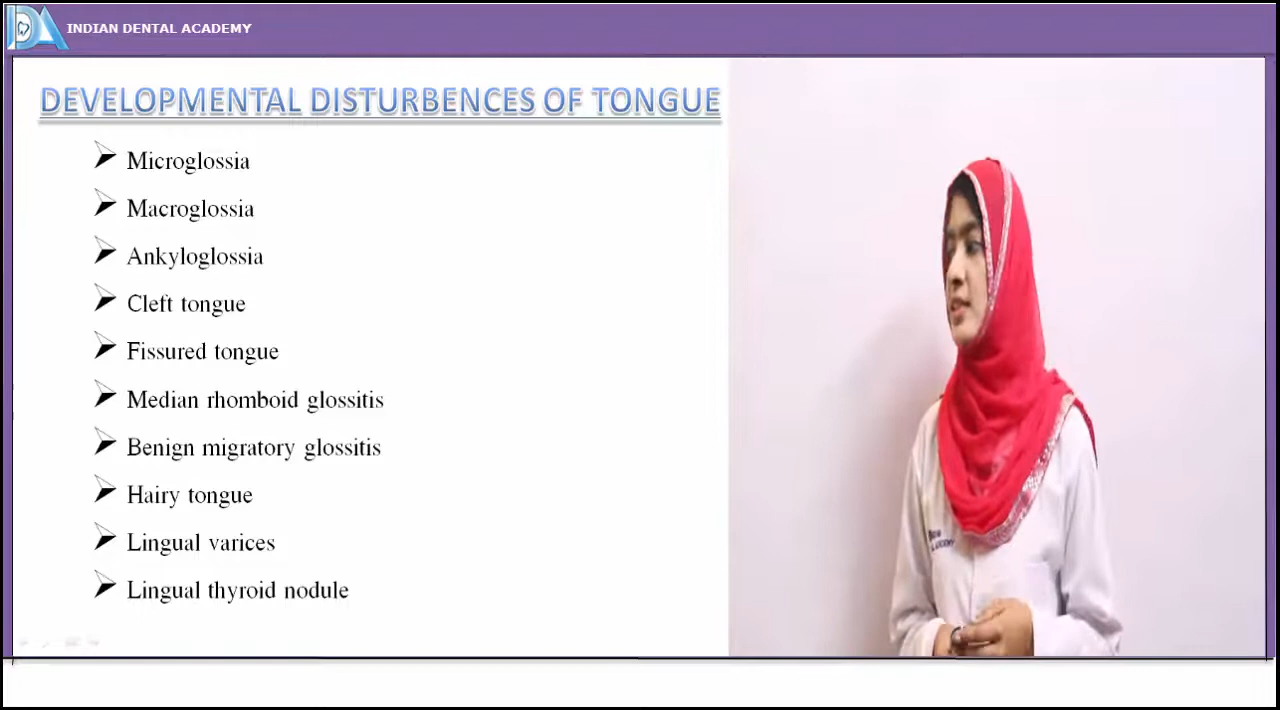 INDIAN DENTAL ACADEMY
DEVELOPMENTAL DISTURBENCES OF TONGUE
Microglossia
Macroglossia
Ankyloglossia
Cleft tongue
Fissured tongue
Median rhomboid glossitis
Benign migratory glossitis
Hairy tongue
Lingual varices
Lingual thyroid nodule